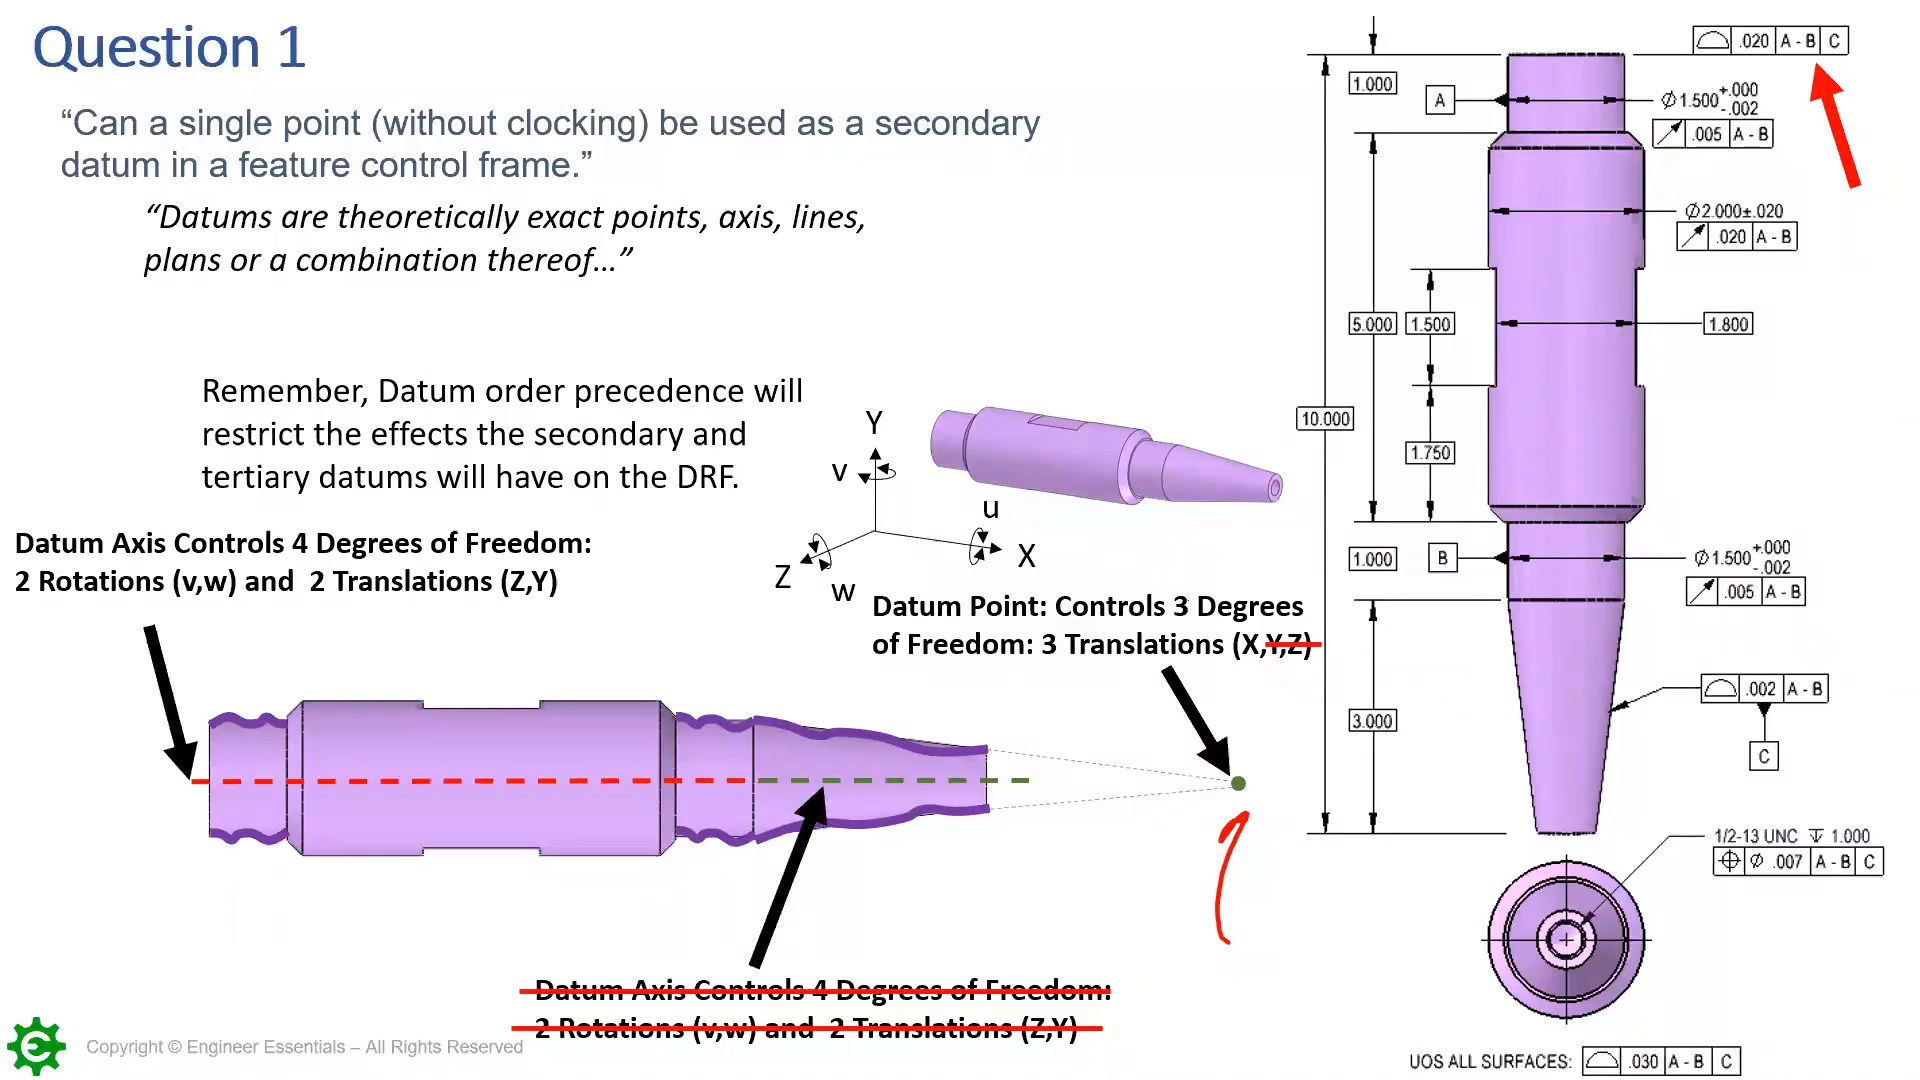 Question 1
“Can a single point (without clocking) be used as a secondary
datum in a feature control frame.”
“Datums are theoretically exact points, axis, lines,
plans or a combination thereof…”
Remember, Datum order precedence will
restrict the effects the secondary and
tertiary datums will have on the DRF.
Datum Axis Controls 4 Degrees of Freedom:
2 Rotations (v,w) and 2 Translations (Z,Y)
Y
v
u
X
Z
w
Datum Point: Controls 3 Degrees
of Freedom: 3 Translations (X,Y,Z)
Datum Axis Controls 4 Degrees of Freedom:
2 Rotations (v,w) and 2 Translations (Z,Y)
Copyright © Engineer Essentials – All Rights Reserved
.020 A - B C
1.000
A
⌀1.500 +.000
-.002
.005 A - B
⌀2.000±.020
.020 A - B
5.000
1.500
1.800
10.000
1.750
1.000
B
⌀1.500 +.000
-.002
.005 A - B
3.000
.002 A - B
C
1/2-13 UNC ↧ 1.000
⌖ ⌀ .007 A - B C
UOS ALL SURFACES: ⌓ .030 A - B C